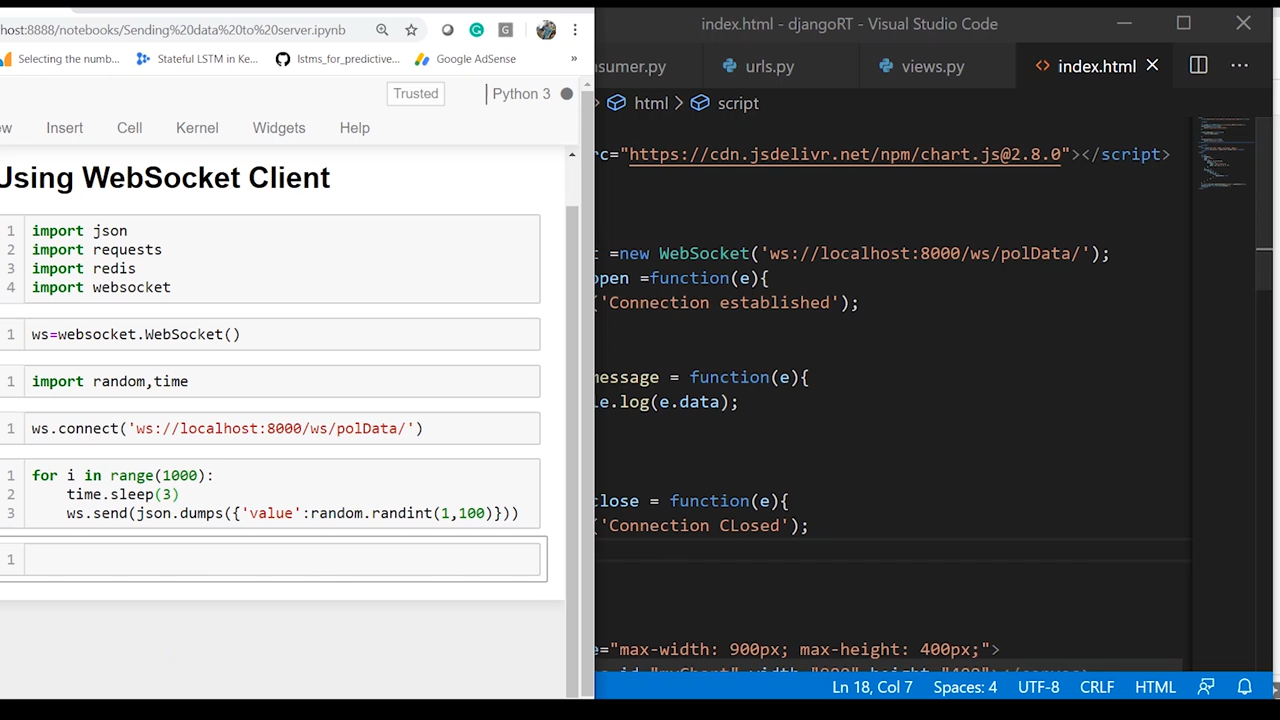 host:8888/notebooks/Sending%20data%20to%20server.ipynb
Selecting the numb...
Stateful LSTM in Ke...
lstms_for_predictive...
Google AdSense
»
Trusted
Python 3
Insert
Cell
Kernel
Widgets
Help
Using WebSocket Client
1 import json
2 import requests
3 import redis
4 import websocket
1 ws=websocket.WebSocket()
1 import random,time
1 ws.connect('ws://localhost:8000/ws/polData/')
1 for i in range(1000):
2 time.sleep(3)
3 ws.send(json.dumps({'value':random.randint(1,100)}))
1
index.html - djangoRT - Visual Studio Code
nsumer.py
urls.py
views.py
<> index.html
html > script
rc="https://cdn.jsdelivr.net/npm/chart.js@2.8.0"></script>
t =new WebSocket('ws://localhost:8000/ws/polData/');
open =function(e){
('Connection established');
message = function(e){
le.log(e.data);
close = function(e){
('Connection CLosed');
e="max-width: 900px; max-height: 400px;">
Ln 18, Col 7
Spaces: 4
UTF-8
CRLF
HTML